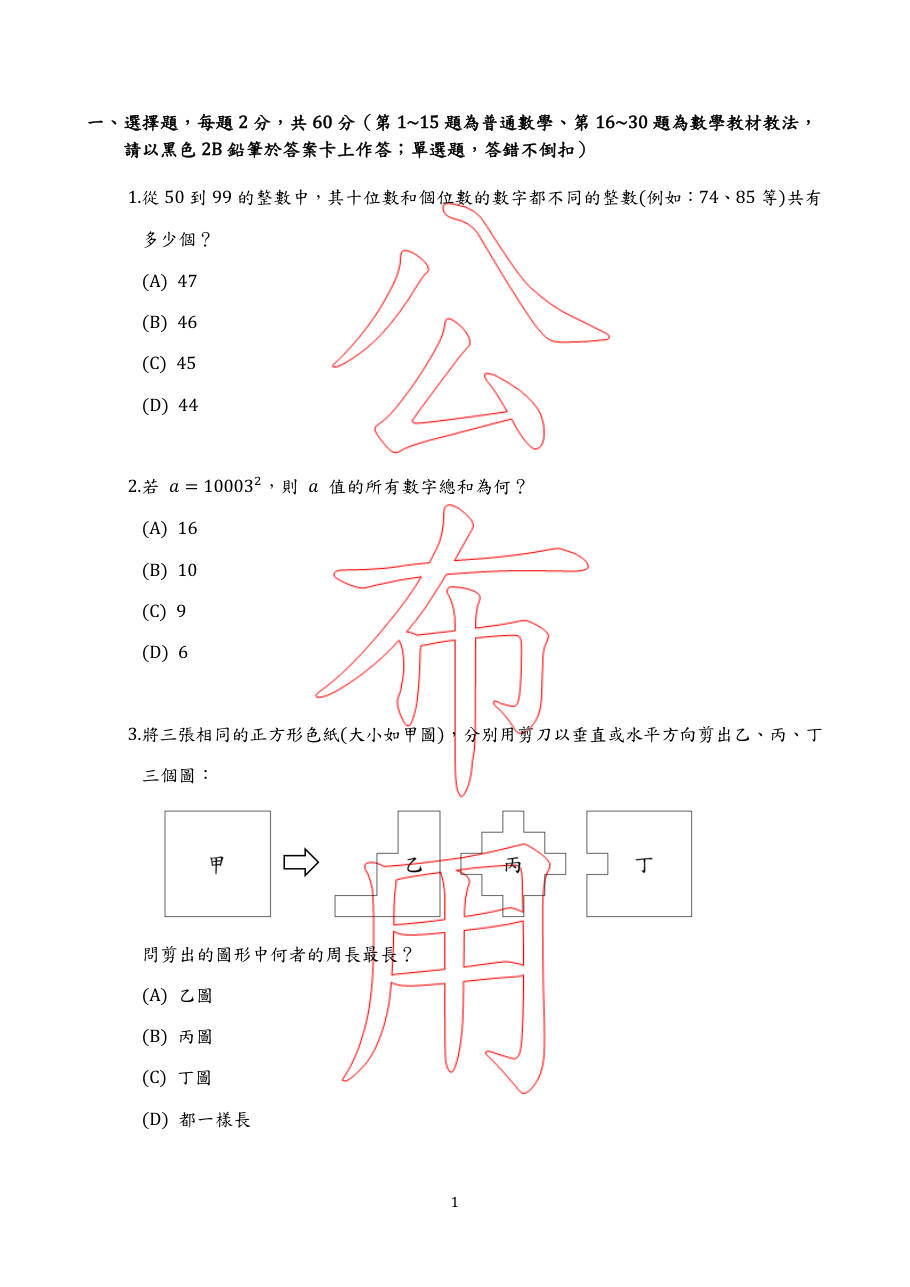 一、選擇題，每題 2 分，共 60 分（第 1~15 題為普通數學、第 16~30 題為數學教材教法，
請以黑色 2B 鉛筆於答案卡上作答；單選題，答錯不倒扣）
1.從 50 到 99 的整數中，其十位數和個位數的數字都不同的整數(例如：74、85 等)共有
多少個？
(A) 47
(B) 46
(C) 45
(D) 44
2.若 a = 10003²，則 a 值的所有數字總和為何？
(A) 16
(B) 10
(C) 9
(D) 6
3.將三張相同的正方形色紙(大小如甲圖)，分別用剪刀以垂直或水平方向剪出乙、丙、丁
三個圖：
甲 乙 丙 丁
問剪出的圖形中何者的周長最長？
(A) 乙圖
(B) 丙圖
(C) 丁圖
(D) 都一樣長
1
公
布
用